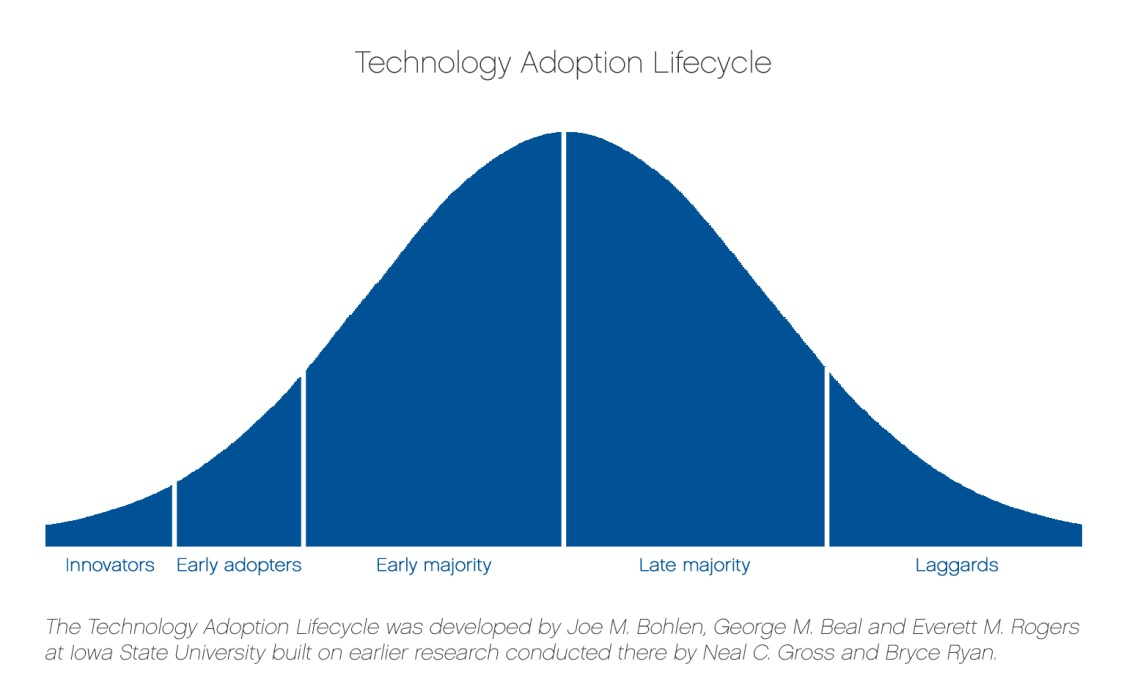 Technology Adoption Lifecycle
Innovators Early adopters Early majority Late majority Laggards
The Technology Adoption Lifecycle was developed by Joe M. Bohlen, George M. Beal and Everett M. Rogers
at Iowa State University built on earlier research conducted there by Neal C. Gross and Bryce Ryan.